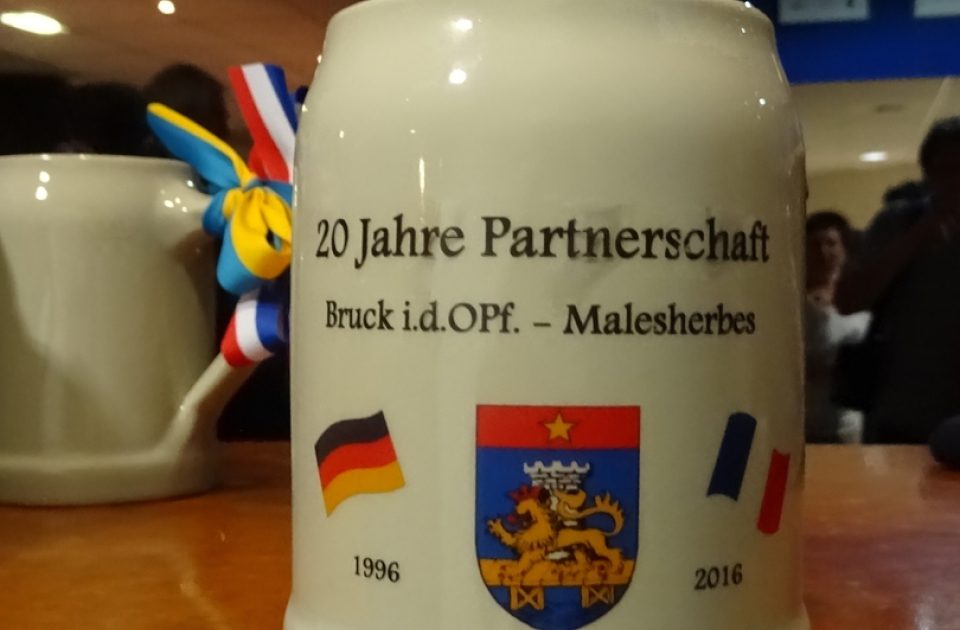 20 Jahre Partnerschaft
Bruck i.d.OPf. – Malesherbes
1996
2016